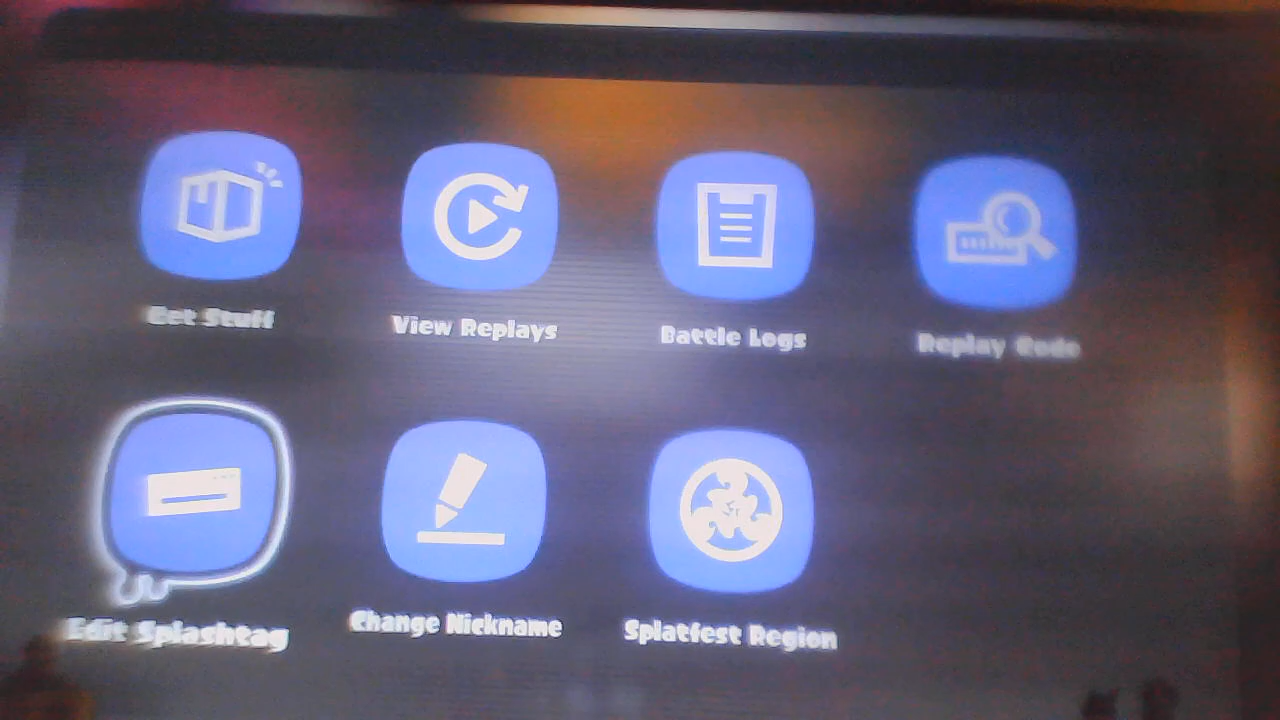 Get Stuff
View Replays
Battle Logs
Replay Code
Edit Splashtag
Change Nickname
Splatfest Region